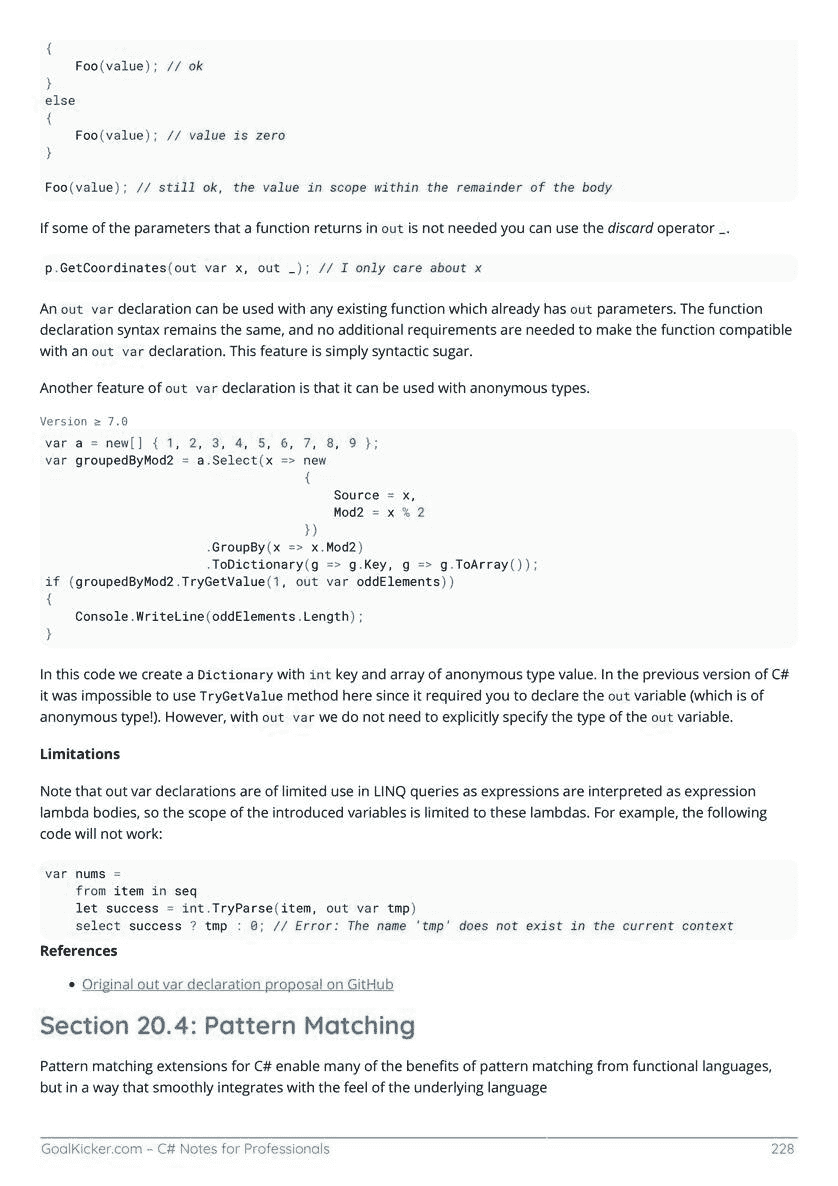 {
    Foo(value); // ok
}
else
{
    Foo(value); // value is zero
}

Foo(value); // still ok, the value in scope within the remainder of the body
If some of the parameters that a function returns in out is not needed you can use the discard operator _.
p.GetCoordinates(out var x, out _); // I only care about x
An out var declaration can be used with any existing function which already has out parameters. The function
declaration syntax remains the same, and no additional requirements are needed to make the function compatible
with an out var declaration. This feature is simply syntactic sugar.
Another feature of out var declaration is that it can be used with anonymous types.
Version ≥ 7.0
var a = new[] { 1, 2, 3, 4, 5, 6, 7, 8, 9 };
var groupedByMod2 = a.Select(x => new
                                  {
                                      Source = x,
                                      Mod2 = x % 2
                                  })
                     .GroupBy(x => x.Mod2)
                     .ToDictionary(g => g.Key, g => g.ToArray());
if (groupedByMod2.TryGetValue(1, out var oddElements))
{
    Console.WriteLine(oddElements.Length);
}
In this code we create a Dictionary with int key and array of anonymous type value. In the previous version of C#
it was impossible to use TryGetValue method here since it required you to declare the out variable (which is of
anonymous type!). However, with out var we do not need to explicitly specify the type of the out variable.
Limitations
Note that out var declarations are of limited use in LINQ queries as expressions are interpreted as expression
lambda bodies, so the scope of the introduced variables is limited to these lambdas. For example, the following
code will not work:
var nums =
    from item in seq
    let success = int.TryParse(item, out var tmp)
    select success ? tmp : 0; // Error: The name 'tmp' does not exist in the current context
References
• Original out var declaration proposal on GitHub
Section 20.4: Pattern Matching
Pattern matching extensions for C# enable many of the benefits of pattern matching from functional languages,
but in a way that smoothly integrates with the feel of the underlying language
GoalKicker.com – C# Notes for Professionals 228